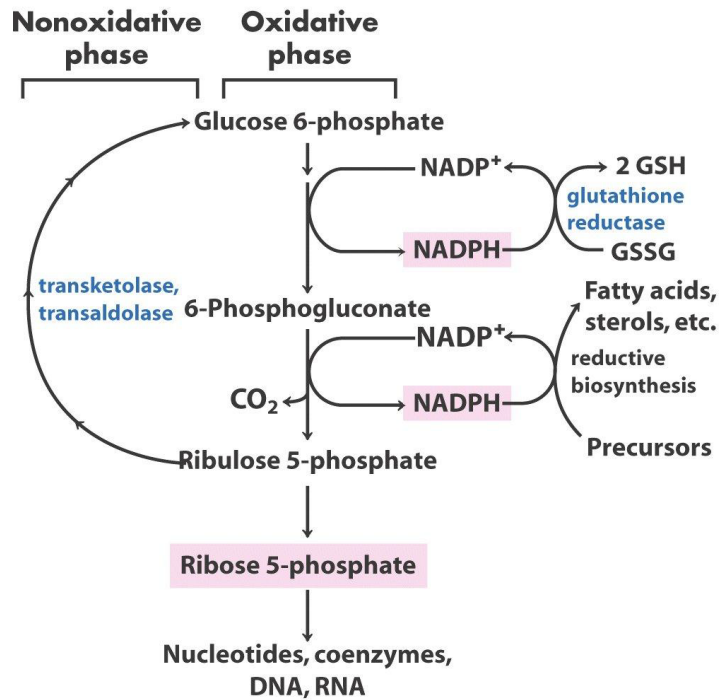 Nonoxidative
phase
Oxidative
phase
Glucose 6-phosphate
NADP+
2 GSH
glutathione
reductase
NADPH
GSSG
transketolase,
transaldolase
6-Phosphogluconate
Fatty acids,
sterols, etc.
NADP+
reductive
biosynthesis
CO2
NADPH
Precursors
Ribulose 5-phosphate
Ribose 5-phosphate
Nucleotides, coenzymes,
DNA, RNA